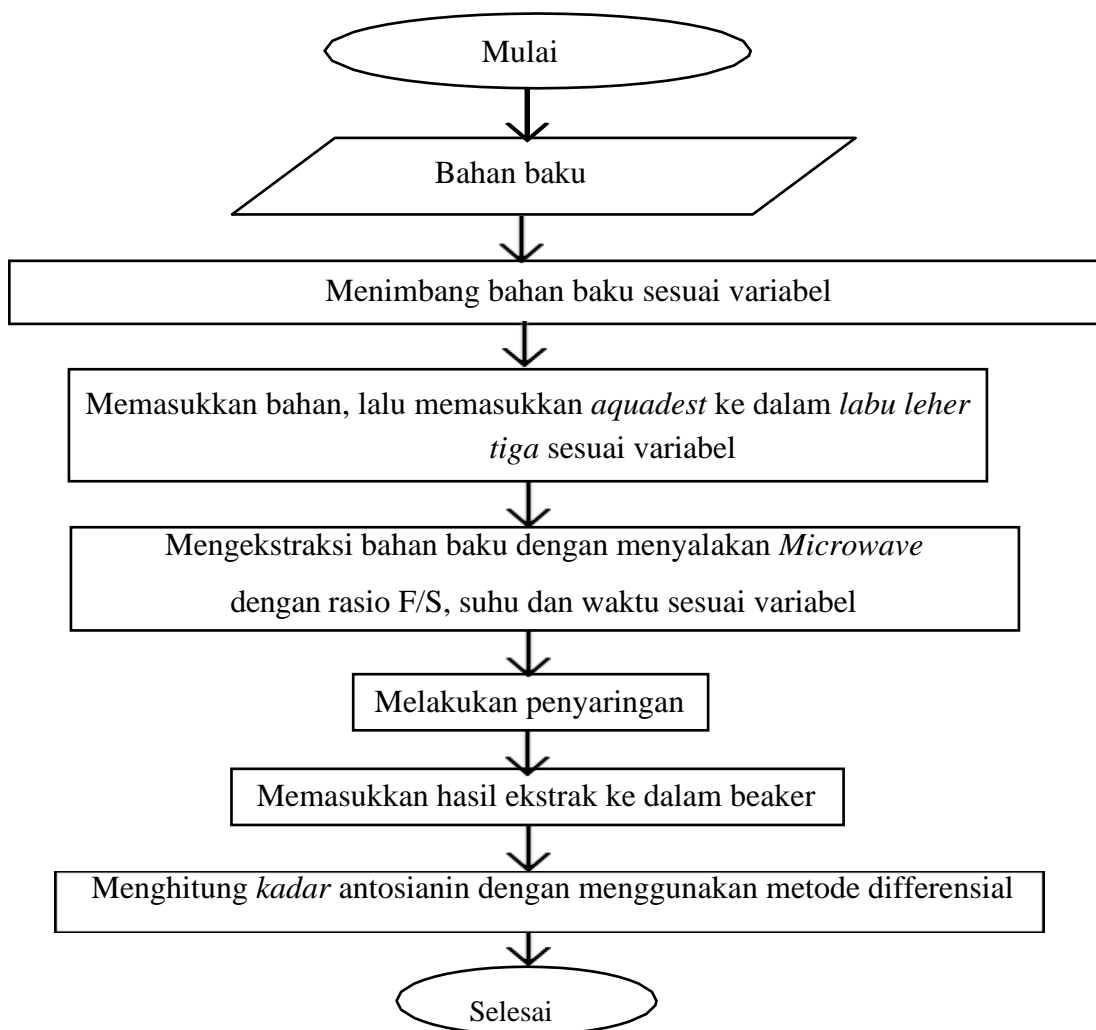 Mulai
Bahan baku
Menimbang bahan baku sesuai variabel
Memasukkan bahan, lalu memasukkan aquadest ke dalam labu leher
tiga sesuai variabel
Mengekstraksi bahan baku dengan menyalakan Microwave
dengan rasio F/S, suhu dan waktu sesuai variabel
Melakukan penyaringan
Memasukkan hasil ekstrak ke dalam beaker
Menghitung kadar antosianin dengan menggunakan metode differensial
Selesai